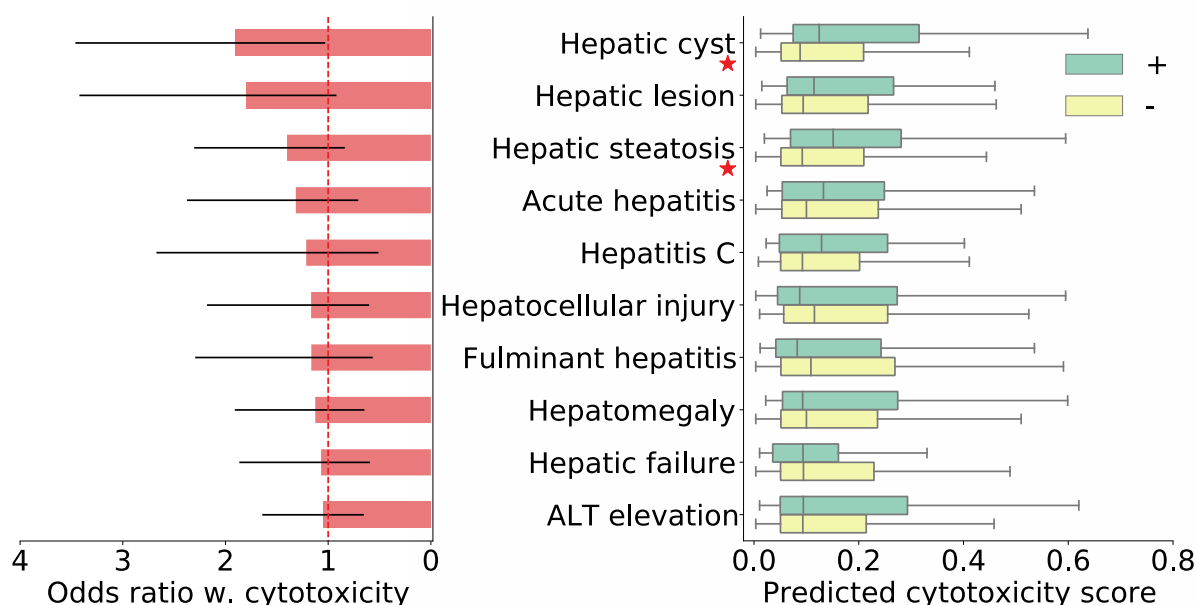 Hepatic cyst
+
Hepatic lesion
-
Hepatic steatosis
Acute hepatitis
Hepatitis C
Hepatocellular injury
Fulminant hepatitis
Hepatomegaly
Hepatic failure
ALT elevation
4 3 2 1 0
0.0 0.2 0.4 0.6 0.8
Odds ratio w. cytotoxicity
Predicted cytotoxicity score